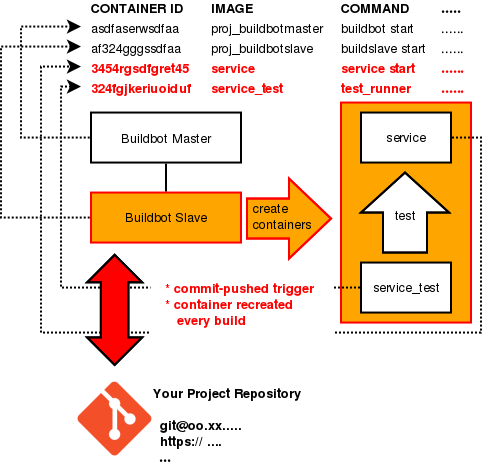 CONTAINER ID IMAGE COMMAND .....
asdfaserwsdfaa proj_buildbotmaster buildbot start ......
af324gggssdfaa proj_buildbotslave buildslave start ......
3454rgsdfgret45 service service start ......
324fgjkeriuoiduf service_test test_runner ......
Buildbot Master
service
Buildbot Slave
create
containers
test
* commit-pushed trigger
* container recreated
every build
service_test
Your Project Repository
git@oo.xx.....
https:// ....
...